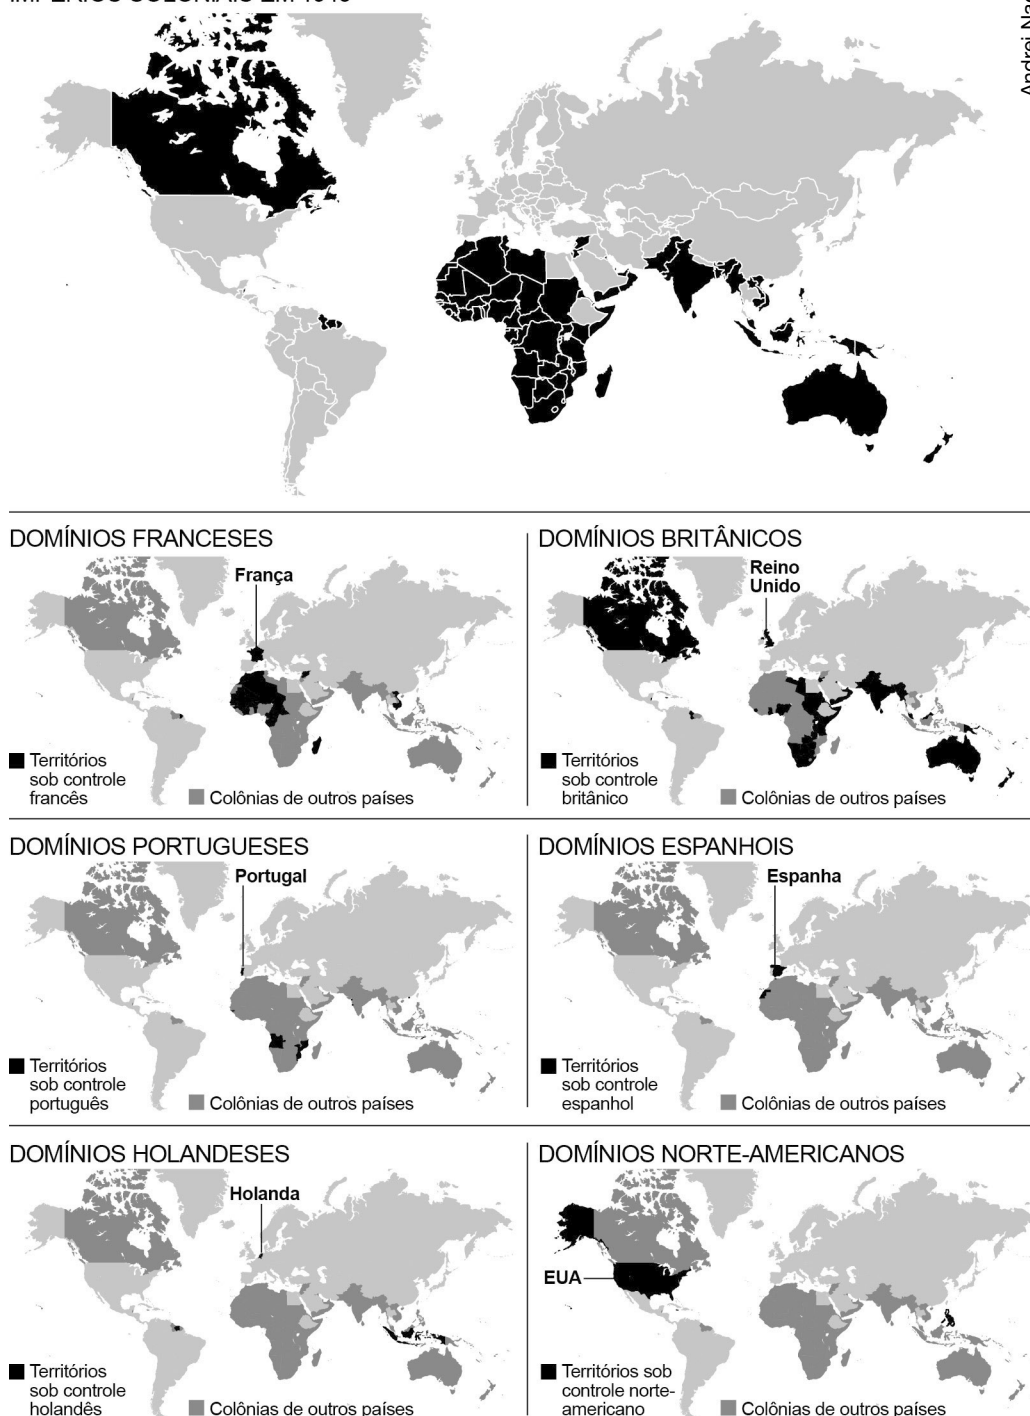 DOMÍNIOS FRANCESES
França
Territórios
sob controle
francês
Colônias de outros países
DOMÍNIOS BRITÂNICOS
Reino
Unido
Territórios
sob controle
britânico
Colônias de outros países
DOMÍNIOS PORTUGUESES
Portugal
Territórios
sob controle
português
Colônias de outros países
DOMÍNIOS ESPANHOIS
Espanha
Territórios
sob controle
espanhol
Colônias de outros países
DOMÍNIOS HOLANDESES
Holanda
Territórios
sob controle
holandês
Colônias de outros países
DOMÍNIOS NORTE-AMERICANOS
EUA
Territórios sob
controle norte-
americano
Colônias de outros países
Andrei